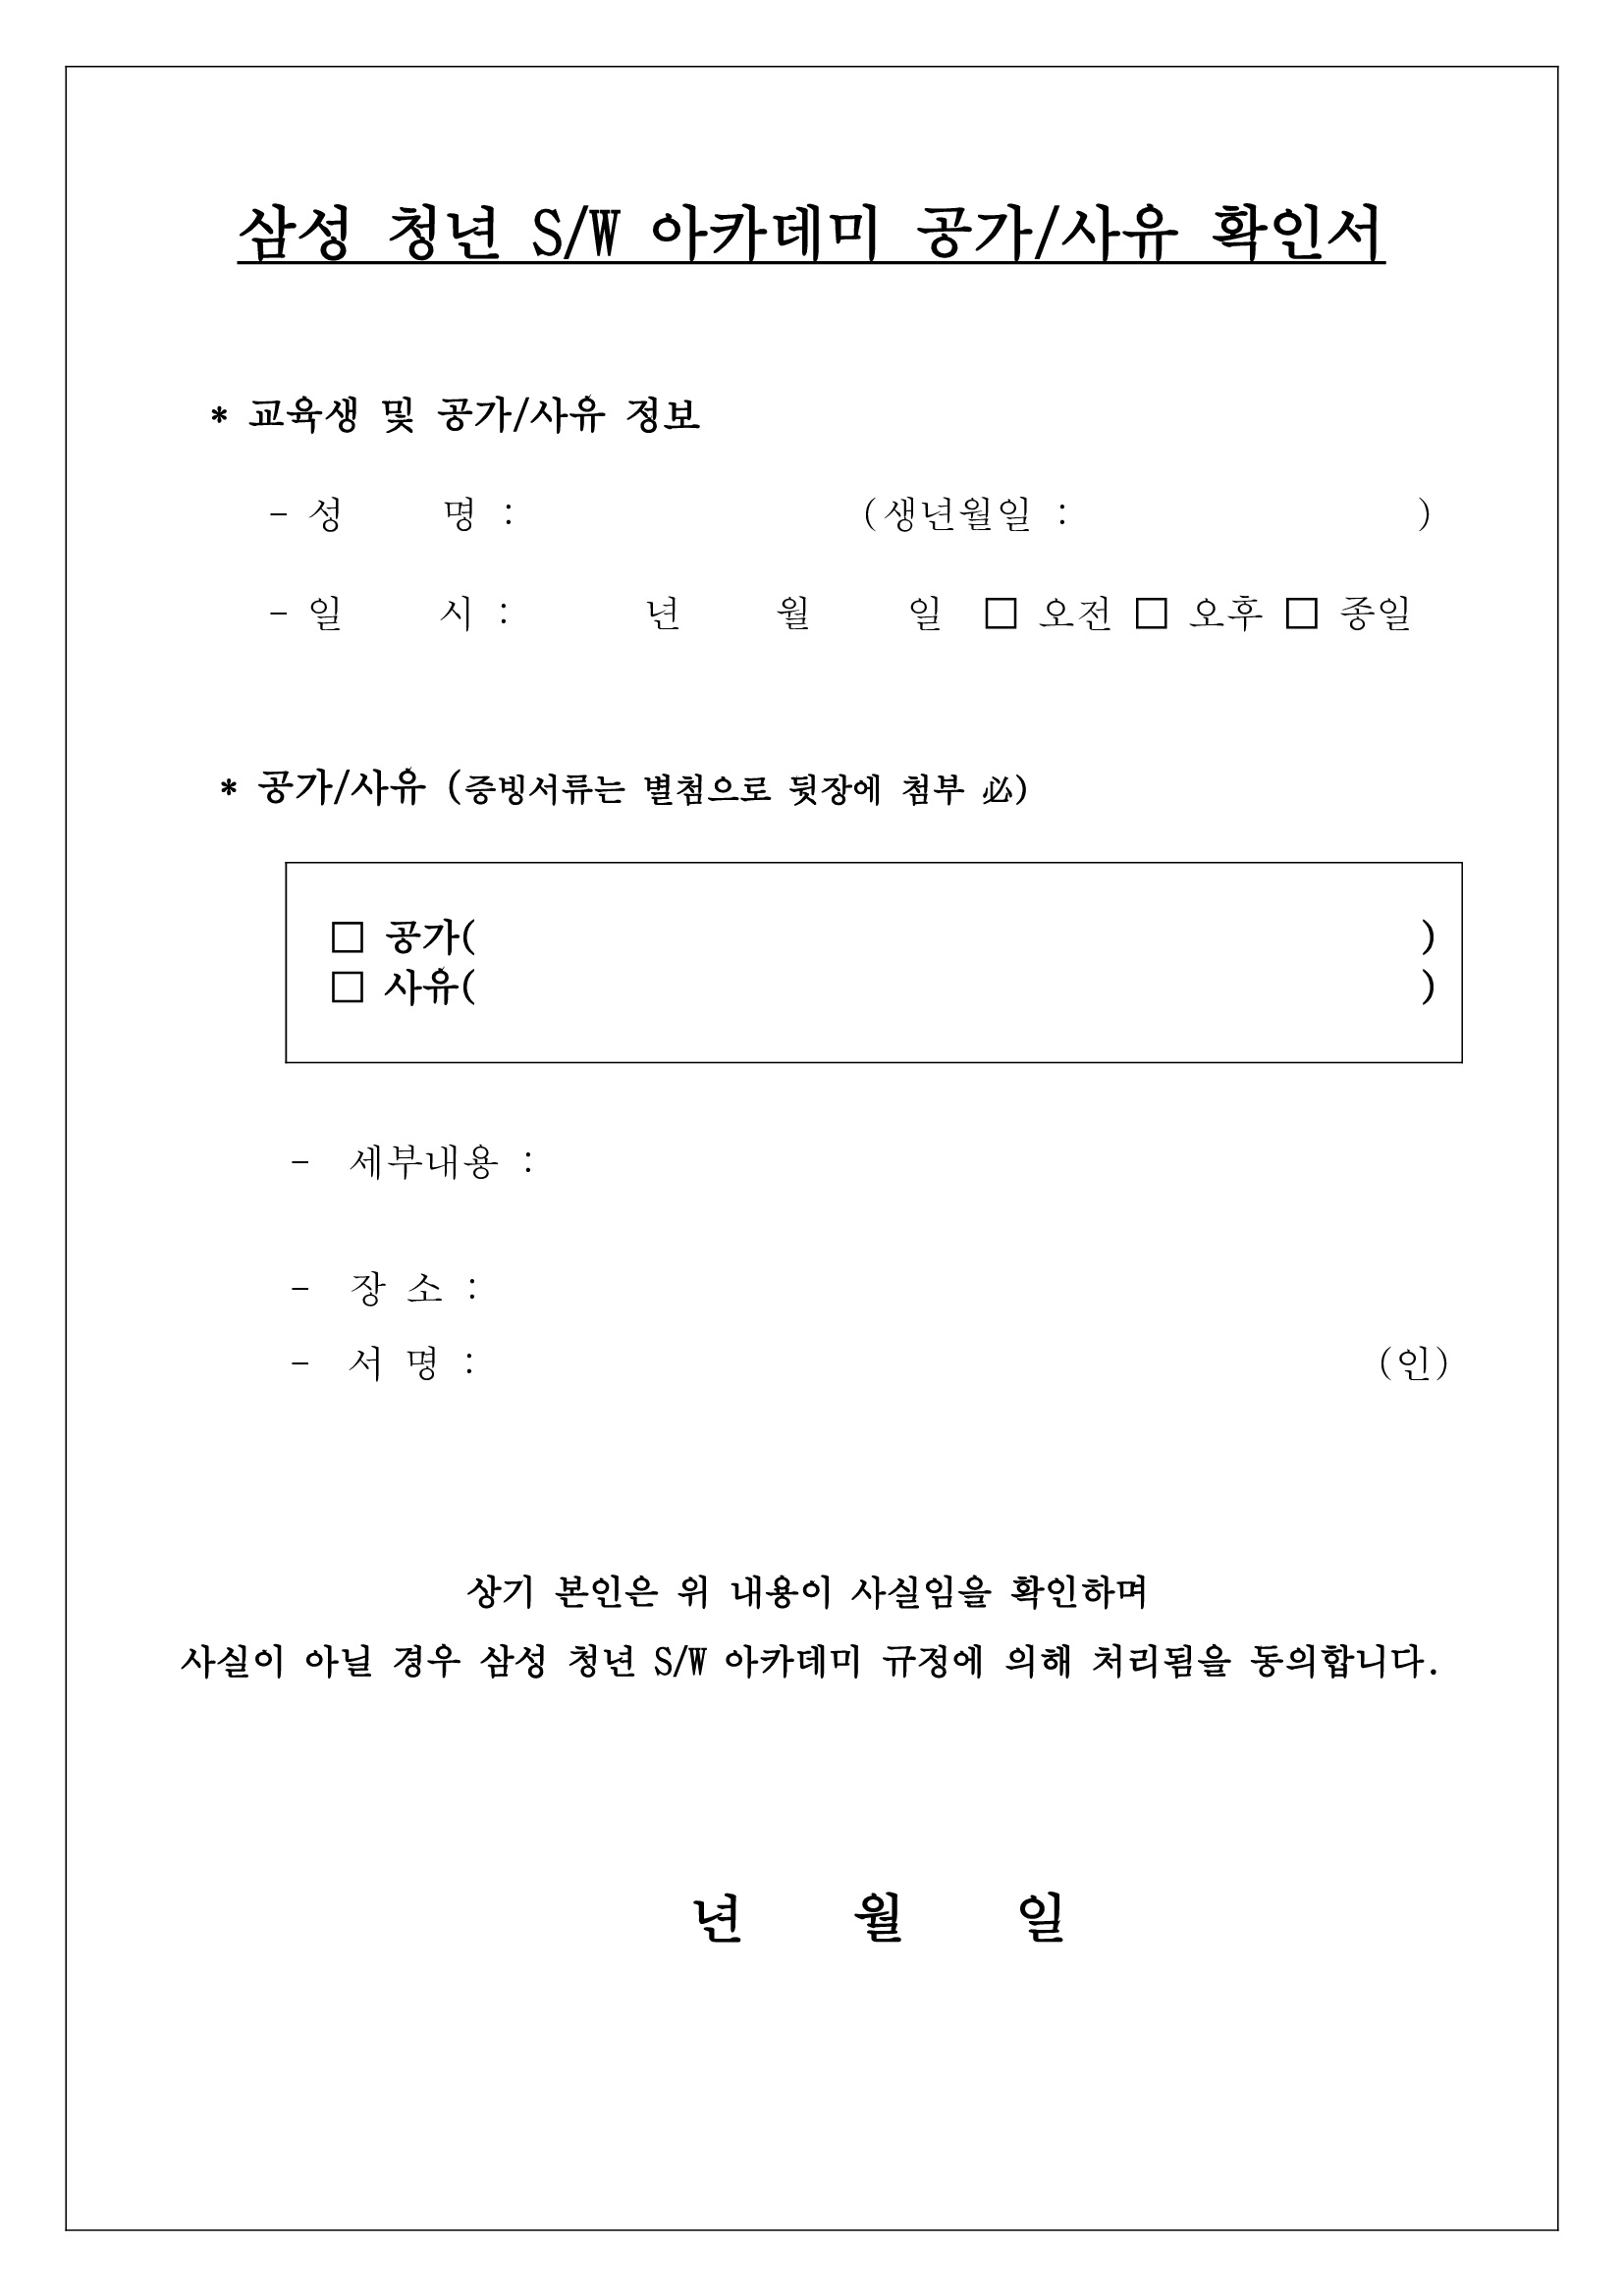 삼성 청년 S/W 아카데미 공가/사유 확인서
* 교육생 및 공가/사유 정보
- 성 명 : (생년월일 : )
- 일 시 : 년 월 일 □ 오전 □ 오후 □ 종일
* 공가/사유 (증빙서류는 별첨으로 뒷장에 첨부 必)
□ 공가( )
□ 사유( )
- 세부내용 :
- 장 소 :
- 서 명 : (인)
상기 본인은 위 내용이 사실임을 확인하며
사실이 아닐 경우 삼성 청년 S/W 아카데미 규정에 의해 처리됨을 동의합니다.
년 월 일